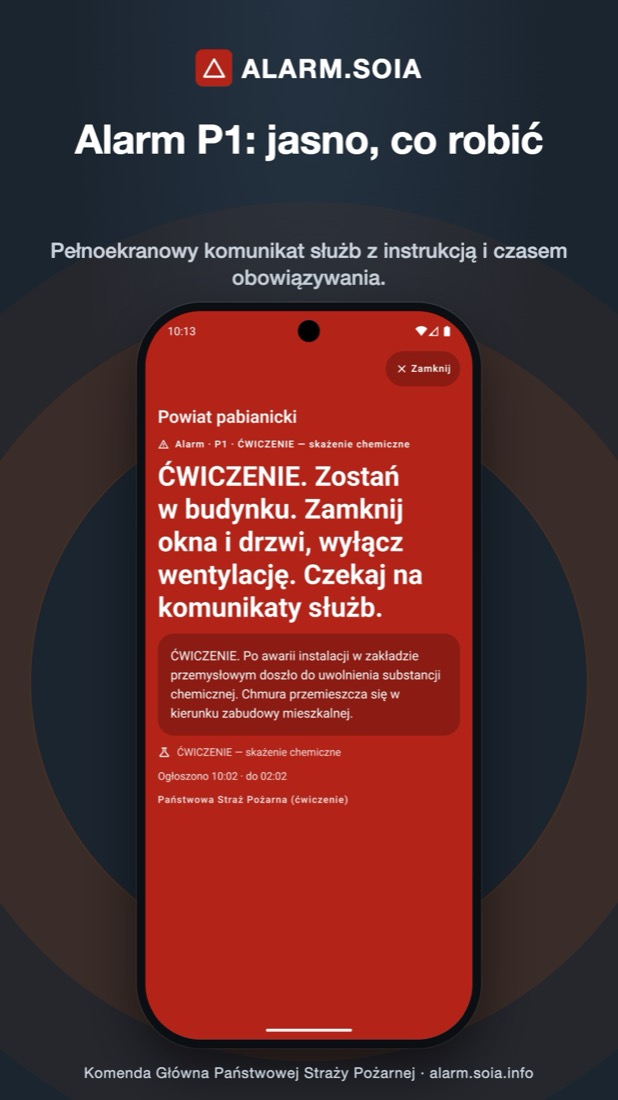 ALARM.SOIA
Alarm P1: jasno, co robić
Pełnoekranowy komunikat służb z instrukcją i czasem
obowiązywania.
10:13
Zamknij
Powiat pabianicki
Alarm · P1 · ĆWICZENIE — skażenie chemiczne
ĆWICZENIE. Zostań
w budynku. Zamknij
okna i drzwi, wyłącz
wentylację. Czekaj na
komunikaty służb.
ĆWICZENIE. Po awarii instalacji w zakładzie
przemysłowym doszło do uwolnienia substancji
chemicznej. Chmura przemieszcza się w
kierunku zabudowy mieszkalnej.
ĆWICZENIE — skażenie chemiczne
Ogłoszono 10:02 · do 02:02
Państwowa Straż Pożarna (ćwiczenie)
Komenda Główna Państwowej Straży Pożarnej · alarm.soia.info